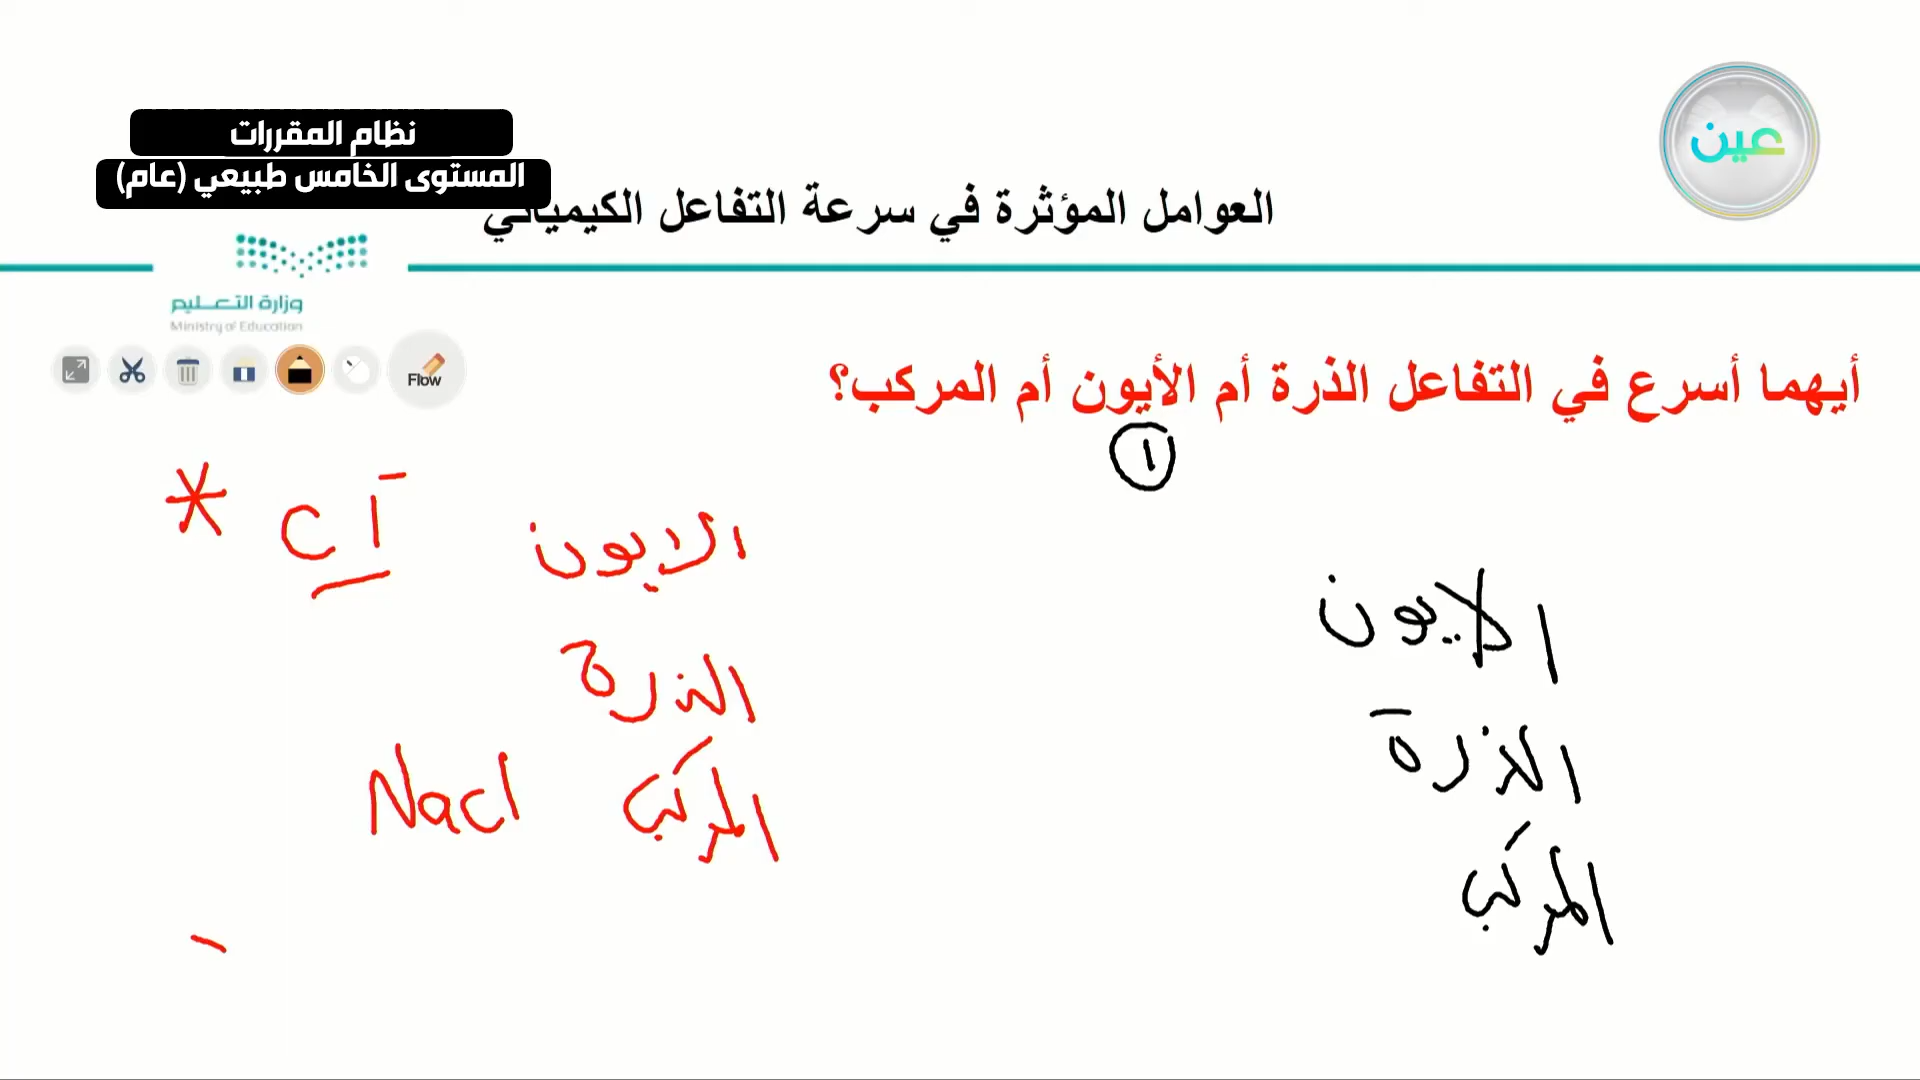 عين
نظام المقررات
المستوى الخامس طبيعي (عام)
العوامل المؤثرة في سرعة التفاعل الكيميائي
وزارة التعليم
Ministry of Education
Flow
أيهما أسرع في التفاعل الذرة أم الأيون أم المركب؟
١
الايون
الذرة
المركب
* Cl⁻ الايون
الذرة
المركب Nacl